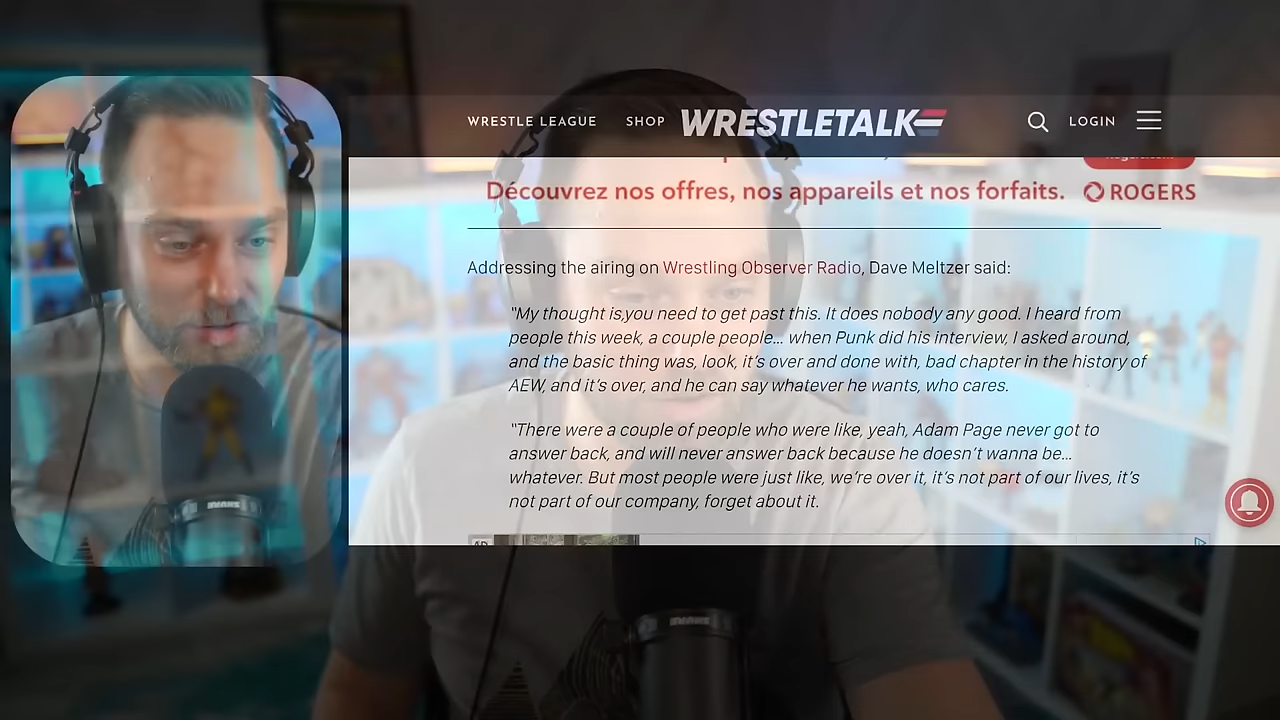 WRESTLE LEAGUE SHOP WRESTLETALK LOGIN
Découvrez nos offres, nos appareils et nos forfaits. ROGERS
Addressing the airing on Wrestling Observer Radio, Dave Meltzer said:
"My thought is,you need to get past this. It does nobody any good. I heard from
people this week, a couple people... when Punk did his interview, I asked around,
and the basic thing was, look, it's over and done with, bad chapter in the history of
AEW, and it's over, and he can say whatever he wants, who cares.
"There were a couple of people who were like, yeah, Adam Page never got to
answer back, and will never answer back because he doesn't wanna be...
whatever. But most people were just like, we're over it, it's not part of our lives, it's
not part of our company, forget about it.
AD